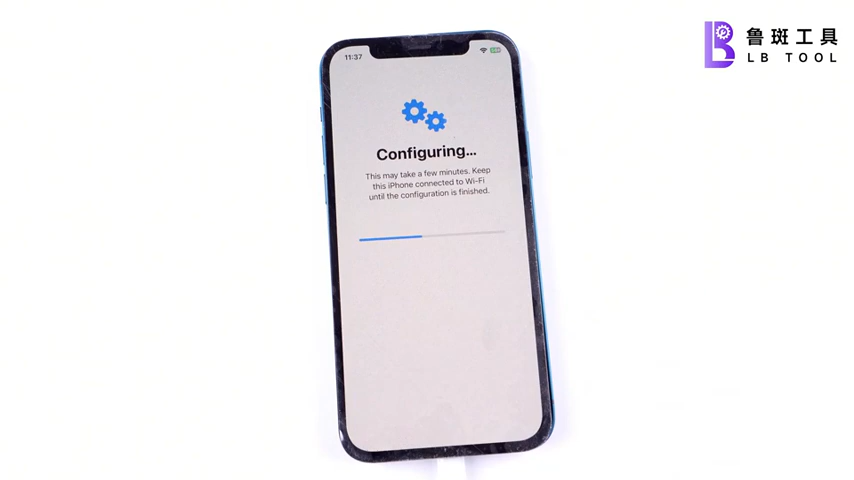 鲁班工具
LB TOOL
11:37
Configuring...
This may take a few minutes. Keep
this iPhone connected to Wi-Fi
until the configuration is finished.